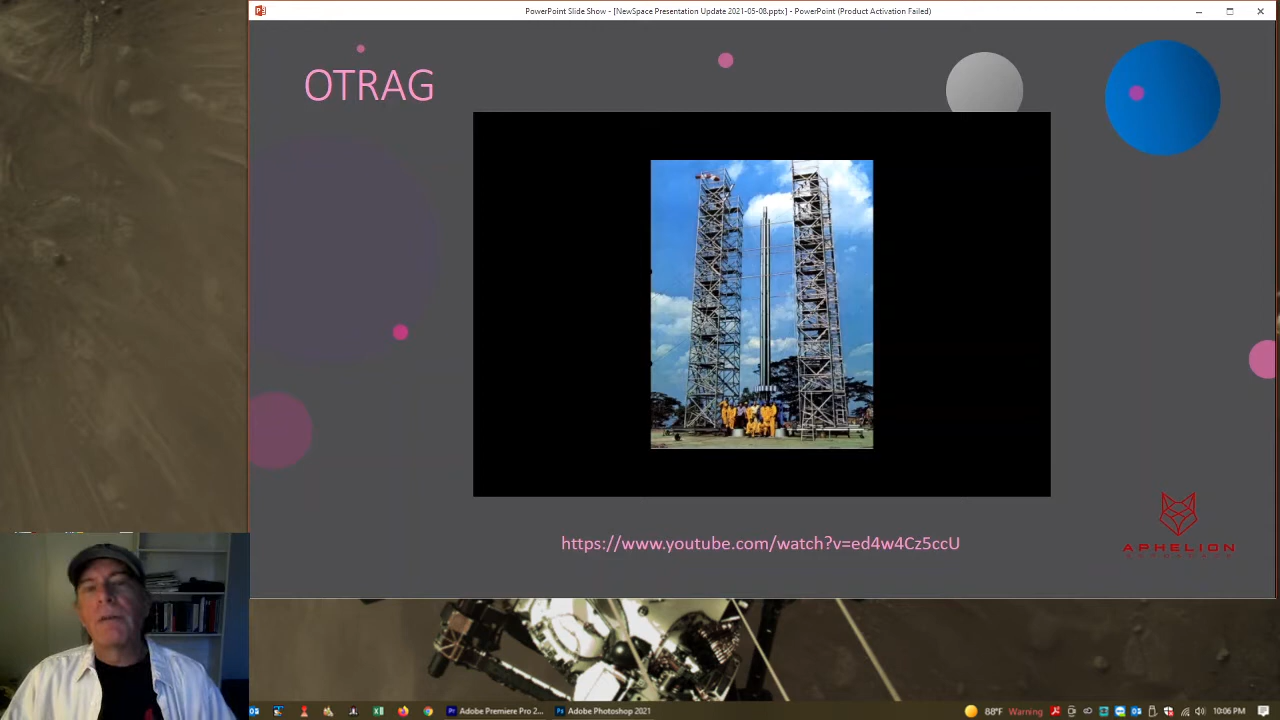 PowerPoint Slide Show - [NewSpace Presentation Update 2021-05-08.pptx] - PowerPoint (Product Activation Failed)
OTRAG
https://www.youtube.com/watch?v=ed4w4Cz5ccU
APHELION
Adobe Premiere Pro 2...
Adobe Photoshop 2021
88°F Warning
10:06 PM